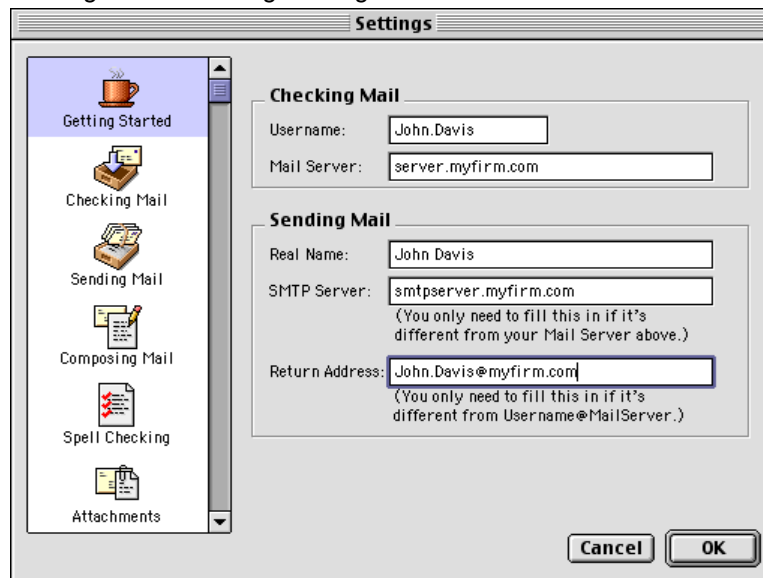 Settings
Getting Started
Checking Mail
Sending Mail
Composing Mail
Spell Checking
Attachments
Checking Mail
Username: John.Davis
Mail Server: server.myfirm.com
Sending Mail
Real Name: John Davis
SMTP Server: smtpserver.myfirm.com
(You only need to fill this in if it's
different from your Mail Server above.)
Return Address: John.Davis@myfirm.com
(You only need to fill this in if it's
different from Username@MailServer.)
Cancel OK